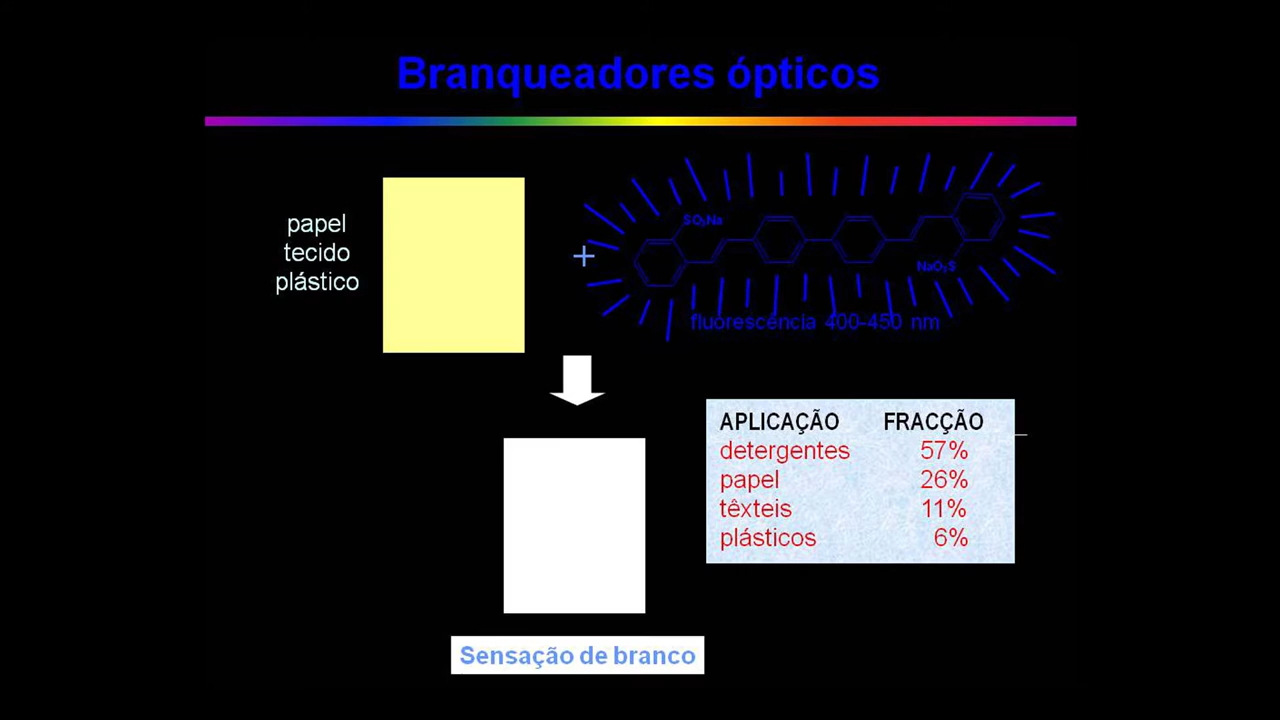 Branqueadores ópticos
papel
tecido
plástico
+
SO₃Na
NaO₃S
fluorescência 400-450 nm
APLICAÇÃO FRACÇÃO
detergentes 57%
papel 26%
têxteis 11%
plásticos 6%
Sensação de branco